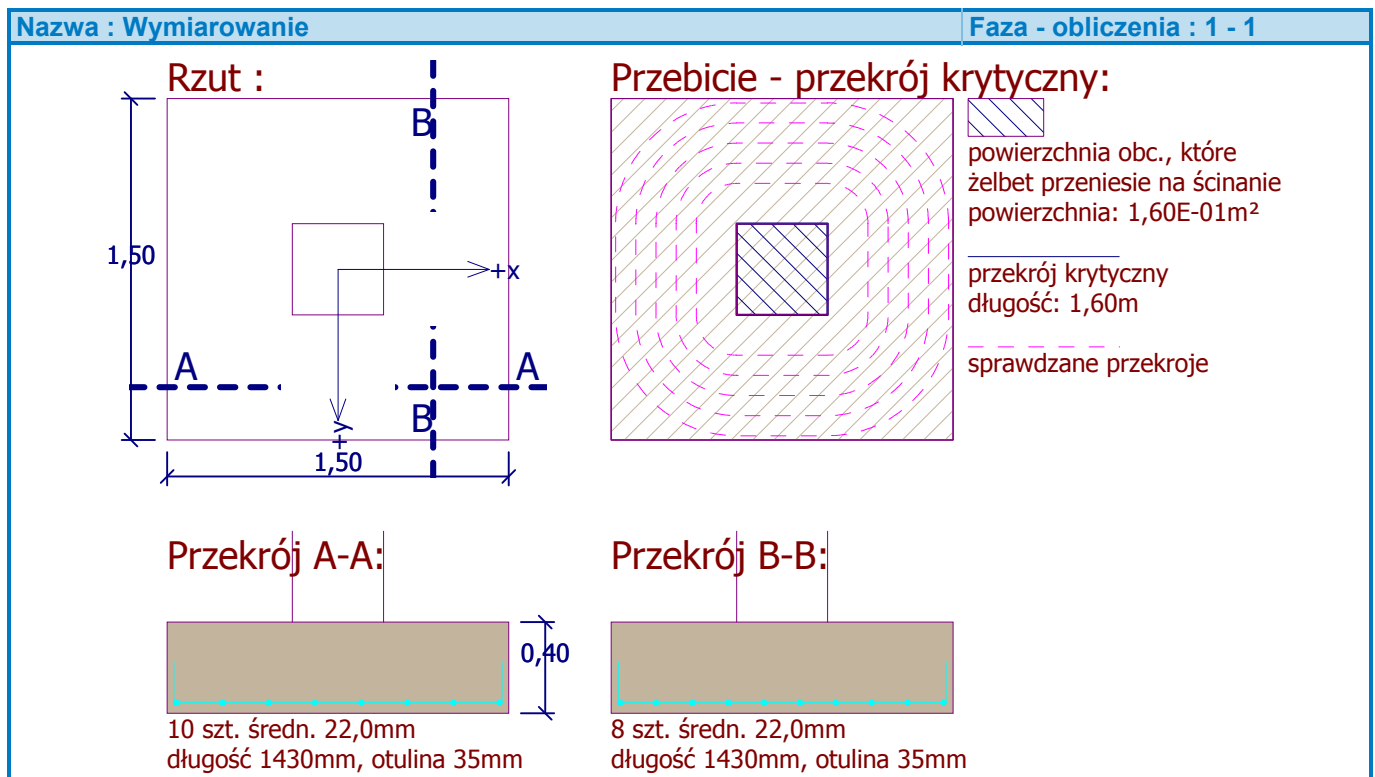 Nazwa : Wymiarowanie
Faza - obliczenia : 1 - 1
Rzut :
B
1,50
+x
A
A
B
+y
1,50
Przebicie - przekrój krytyczny:
powierzchnia obc., które
żelbet przeniesie na ścinanie
powierzchnia: 1,60E-01m²
przekrój krytyczny
długość: 1,60m
sprawdzane przekroje
Przekrój A-A:
0,40
10 szt. średn. 22,0mm
długość 1430mm, otulina 35mm
Przekrój B-B:
8 szt. średn. 22,0mm
długość 1430mm, otulina 35mm